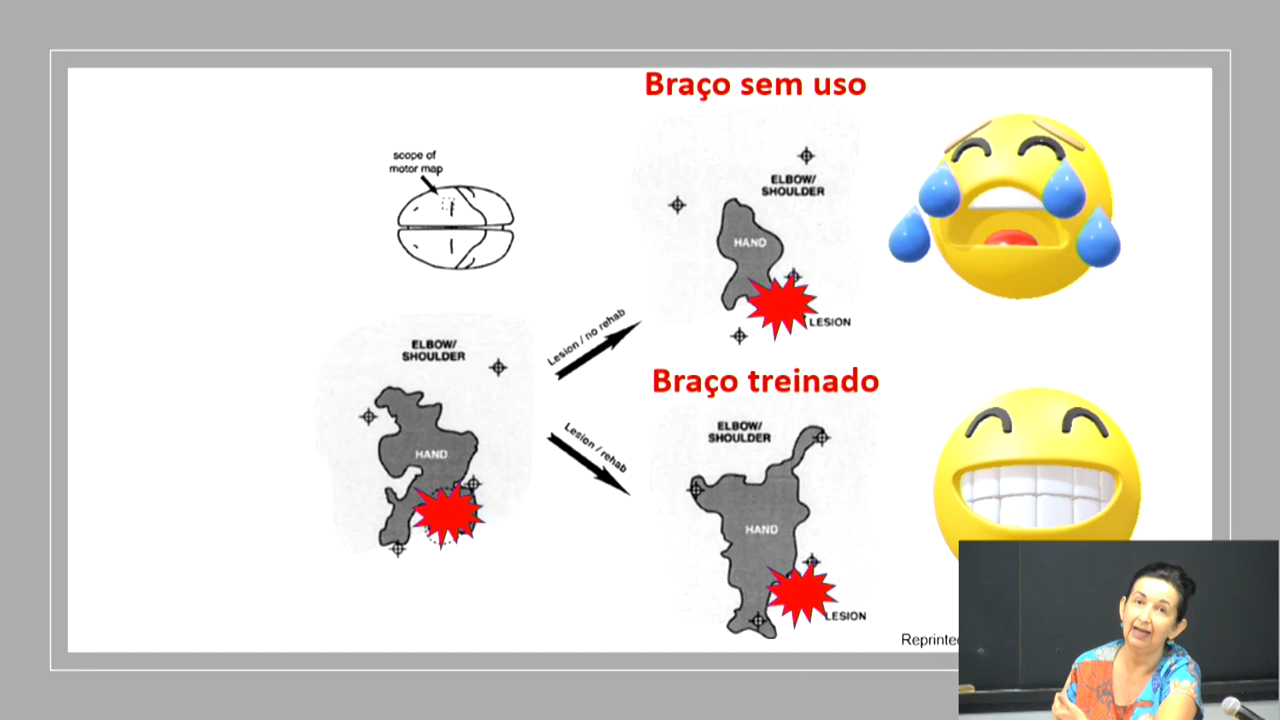 Braço sem uso
scope of
motor map
ELBOW/
SHOULDER
HAND
LESION
Lesion / no rehab
ELBOW/
SHOULDER
HAND
Lesion / rehab
Braço treinado
ELBOW/
SHOULDER
HAND
LESION